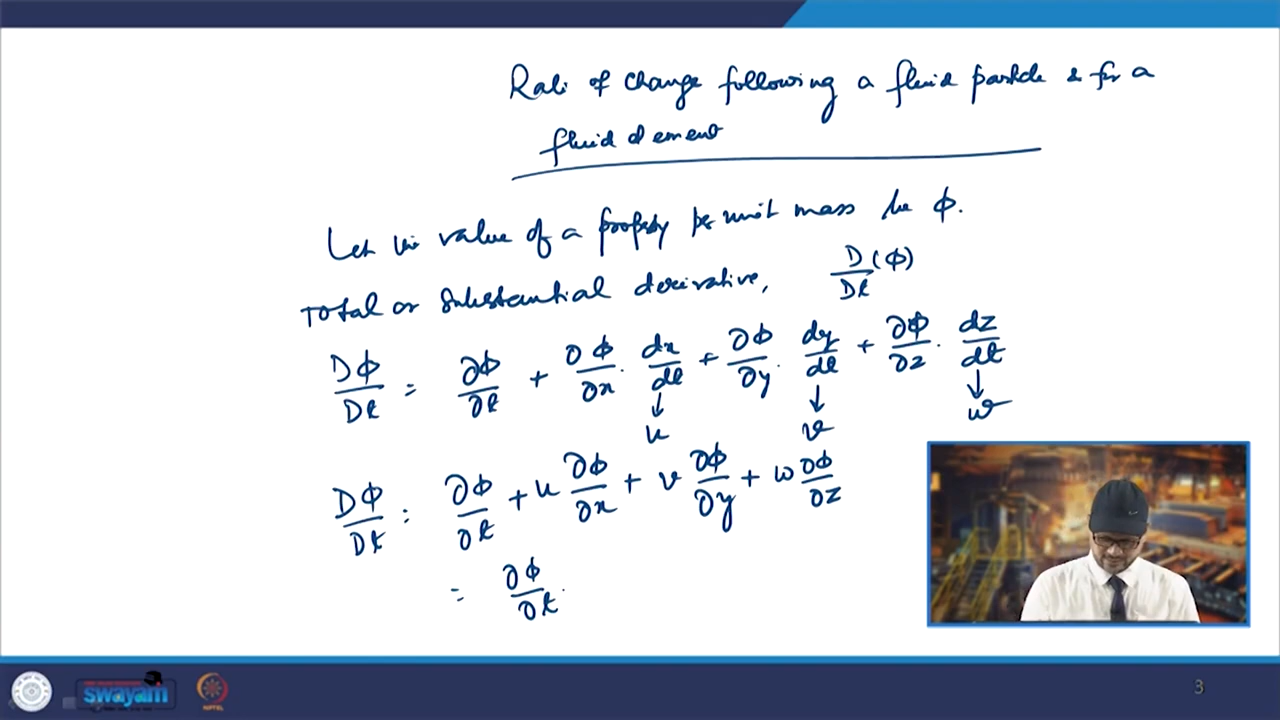 Rate of change following a fluid particle & for a
fluid element
Let the value of a property per unit mass be ϕ.
Total or substantial derivative, D/Dt (ϕ)
Dϕ/Dt = ∂ϕ/∂t + ∂ϕ/∂x · dx/dt + ∂ϕ/∂y · dy/dt + ∂ϕ/∂z · dz/dt
↓ u ↓ v ↓ w
Dϕ/Dt = ∂ϕ/∂t + u ∂ϕ/∂x + v ∂ϕ/∂y + w ∂ϕ/∂z
= ∂ϕ/∂t
swayam
3